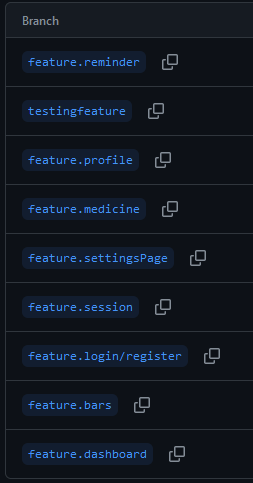 Branch
feature.reminder
testingfeature
feature.profile
feature.medicine
feature.settingsPage
feature.session
feature.login/register
feature.bars
feature.dashboard